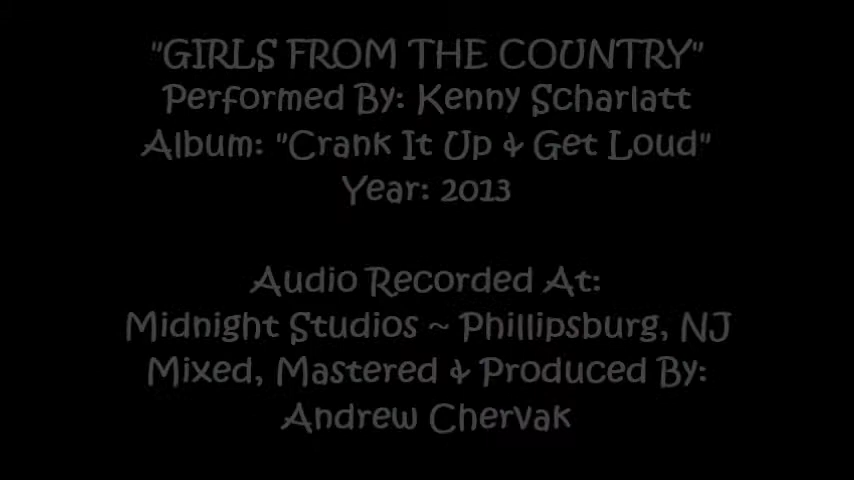 "GIRLS FROM THE COUNTRY"
Performed By: Kenny Scharlatt
Album: "Crank It Up & Get Loud"
Year: 2013
Audio Recorded At:
Midnight Studios ~ Phillipsburg, NJ
Mixed, Mastered & Produced By:
Andrew Chervak